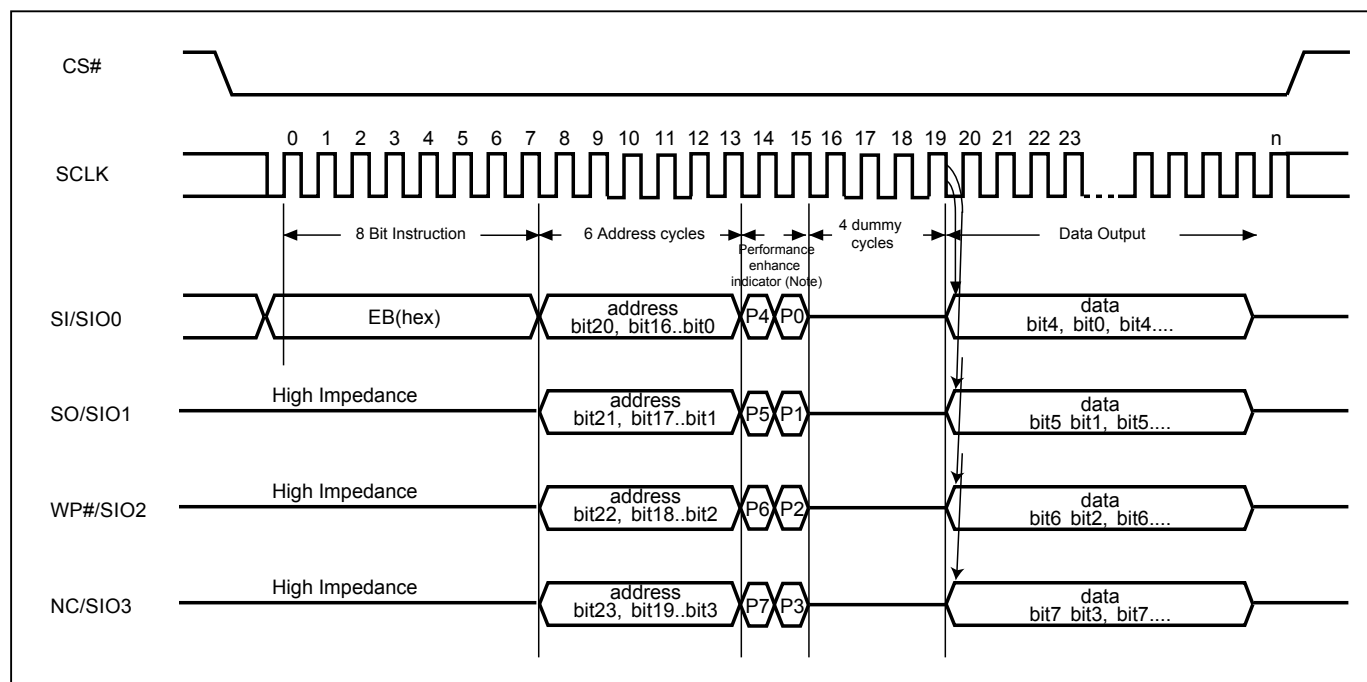 CS#
0 1 2 3 4 5 6 7 8 9 10 11 12 13 14 15 16 17 18 19 20 21 22 23 n
SCLK
8 Bit Instruction
6 Address cycles
Performance
enhance
indicator (Note)
4 dummy
cycles
Data Output
SI/SIO0
EB(hex)
address
bit20, bit16..bit0
P4 P0
data
bit4, bit0, bit4....
SO/SIO1
High Impedance
address
bit21, bit17..bit1
P5 P1
data
bit5 bit1, bit5....
WP#/SIO2
High Impedance
address
bit22, bit18..bit2
P6 P2
data
bit6 bit2, bit6....
NC/SIO3
High Impedance
address
bit23, bit19..bit3
P7 P3
data
bit7 bit3, bit7....